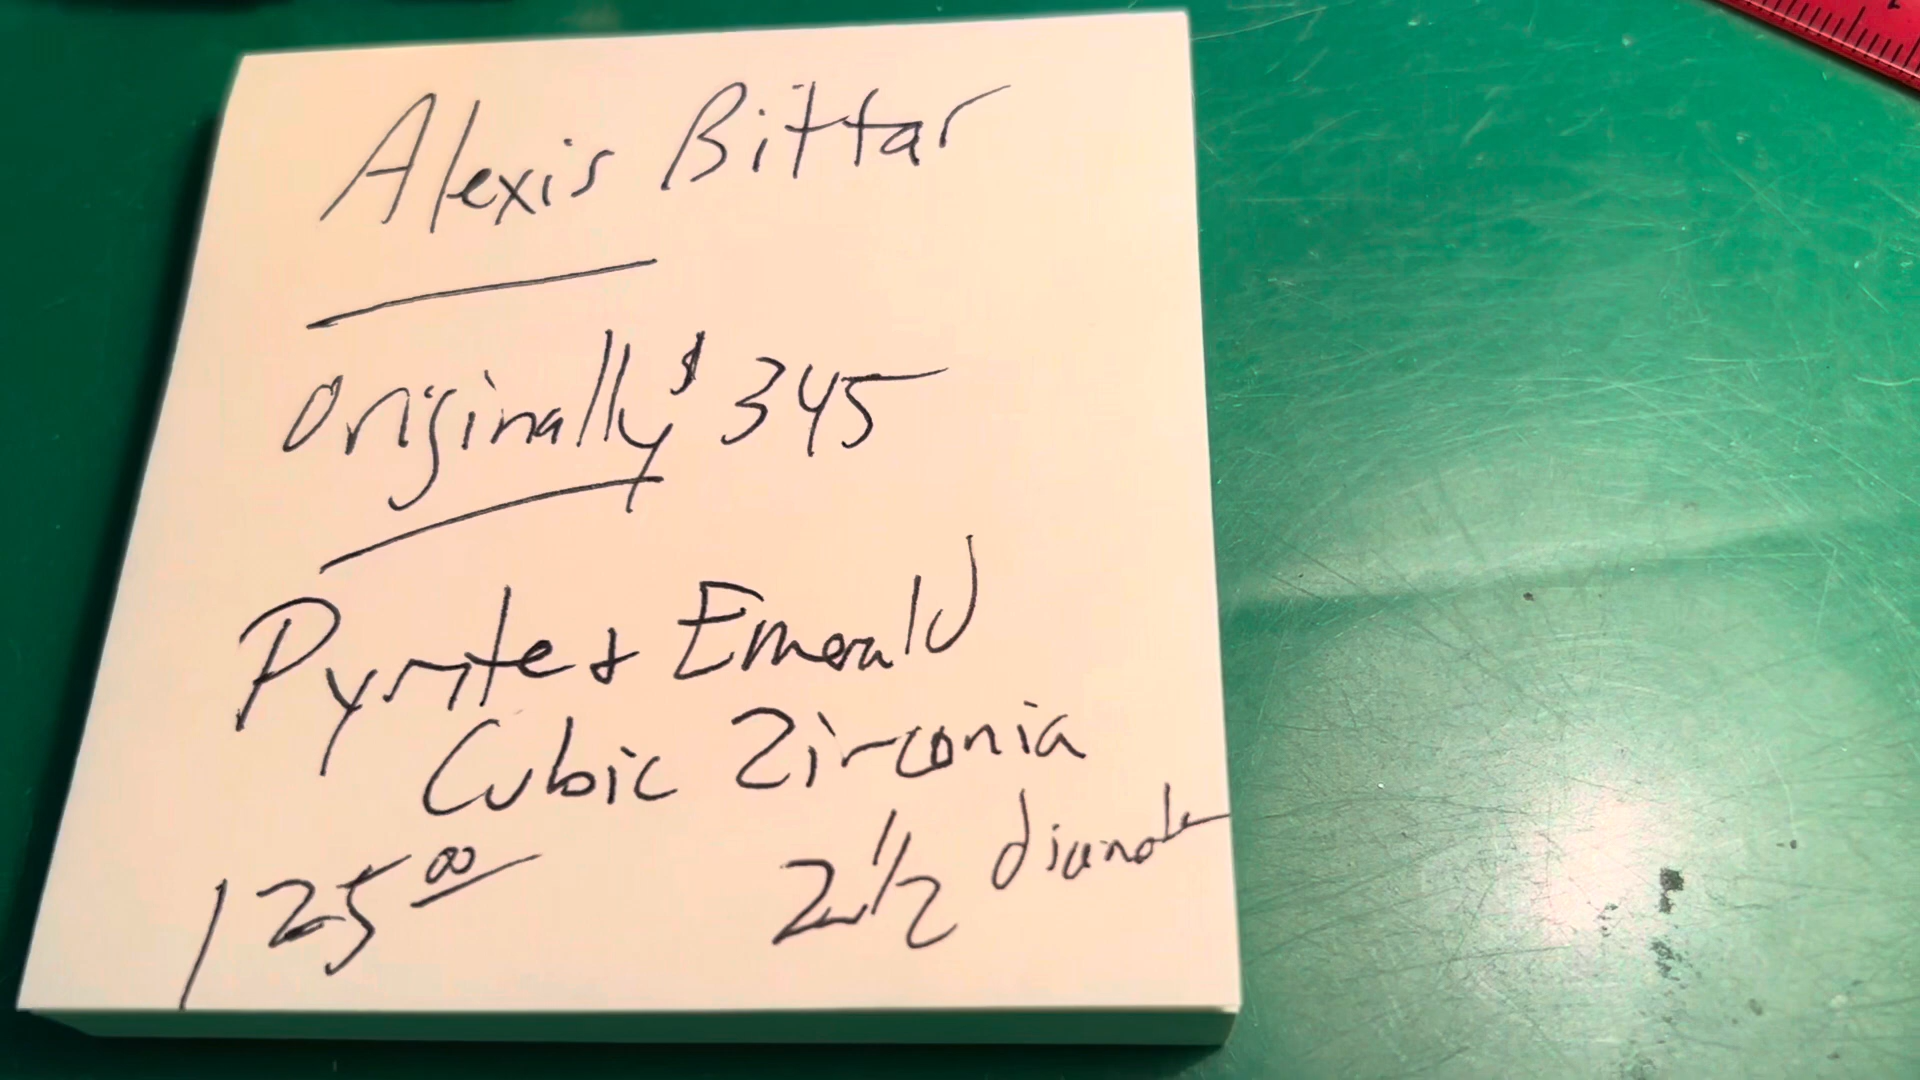 Alexis Bittar
Originally $345
Pyrite & Emerald
Cubic Zirconia
125.00 2 1/2 diameter